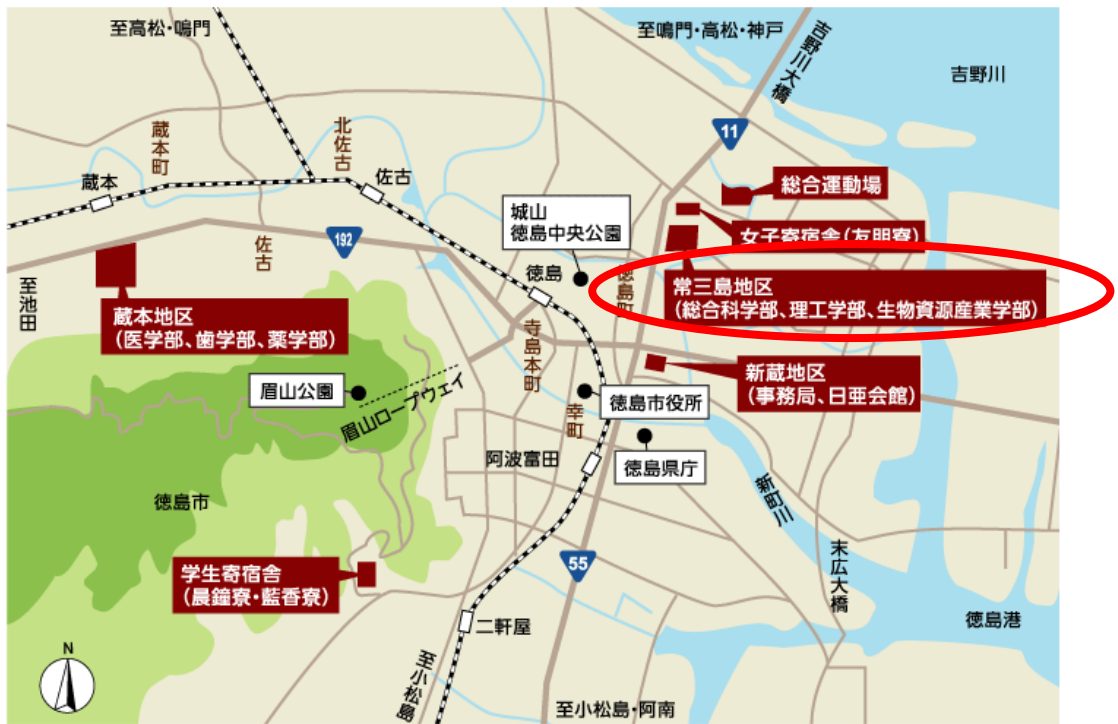 至高松・鳴門
至鳴門・高松・神戸
吉野川大橋
吉野川
11
蔵本町
北佐古
蔵本
佐古
総合運動場
城山
徳島中央公園
女子寄宿舎(友朋寮)
192
佐古
徳島
徳島町
常三島地区
(総合科学部、理工学部、生物資源産業学部)
至池田
蔵本地区
(医学部、歯学部、薬学部)
寺島本町
新蔵地区
(事務局、日亜会館)
眉山公園
眉山ロープウェイ
幸町
徳島市役所
阿波富田
徳島県庁
新町川
徳島市
末広大橋
55
学生寄宿舎
(晨鐘寮・藍香寮)
二軒屋
徳島港
N
至小松島
至小松島・阿南